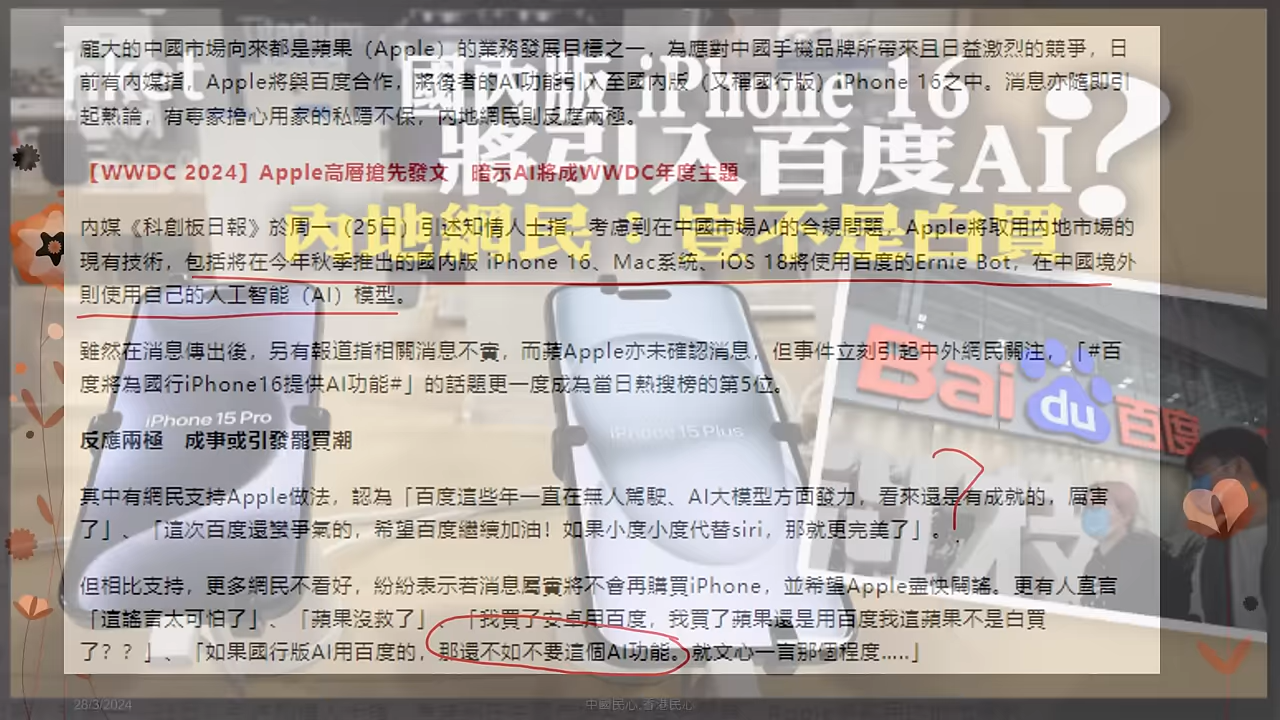 國內版 iPhone 16
將引入百度AI?
內地網民：豈不是白買
龐大的中國市場向來都是蘋果（Apple）的業務發展目標之一，為應對中國手機品牌所帶來且日益激烈的競爭，日
前有內媒指，Apple將與百度合作，將後者的AI功能引入至國內版（又稱國行版）iPhone 16之中。消息亦隨即引
起熱論，有專家擔心用家的私隱不保，內地網民則反應兩極。
【WWDC 2024】Apple高層搶先發文 暗示AI將成WWDC年度主題
內媒《科創板日報》於周一（25日）引述知情人士指，考慮到在中國市場AI的合規問題，Apple將取用內地市場的
現有技術，包括將在今年秋季推出的國內版 iPhone 16、Mac系統、iOS 18將使用百度的Ernie Bot，在中國境外
則使用自己的人工智能（AI）模型。
雖然在消息傳出後，另有報道指相關消息不實，而蘋Apple亦未確認消息，但事件立刻引起中外網民關注，「#百
度將為國行iPhone16提供AI功能#」的話題更一度成為當日熱搜榜的第5位。
反應兩極 成事或引發罷買潮
其中有網民支持Apple做法，認為「百度這些年一直在無人駕駛、AI大模型方面發力，看來還是有成就的，厲害
了」、「這次百度還蠻爭氣的，希望百度繼續加油！如果小度小度代替siri，那就更完美了」。
但相比支持，更多網民不看好，紛紛表示若消息屬實將不會再購買iPhone，並希望Apple盡快闢謠。更有人直言
「這謠言太可怕了」、「蘋果沒救了」、「我買了安卓用百度，我買了蘋果還是用百度我這蘋果不是白買
了？？」、「如果國行版AI用百度的，那還不如不要這個AI功能。就文心一言那個程度.....」
iPhone 15 Pro
iPhone 15 Plus
Bai du 百度
28/3/2024
中國民心,香港民心